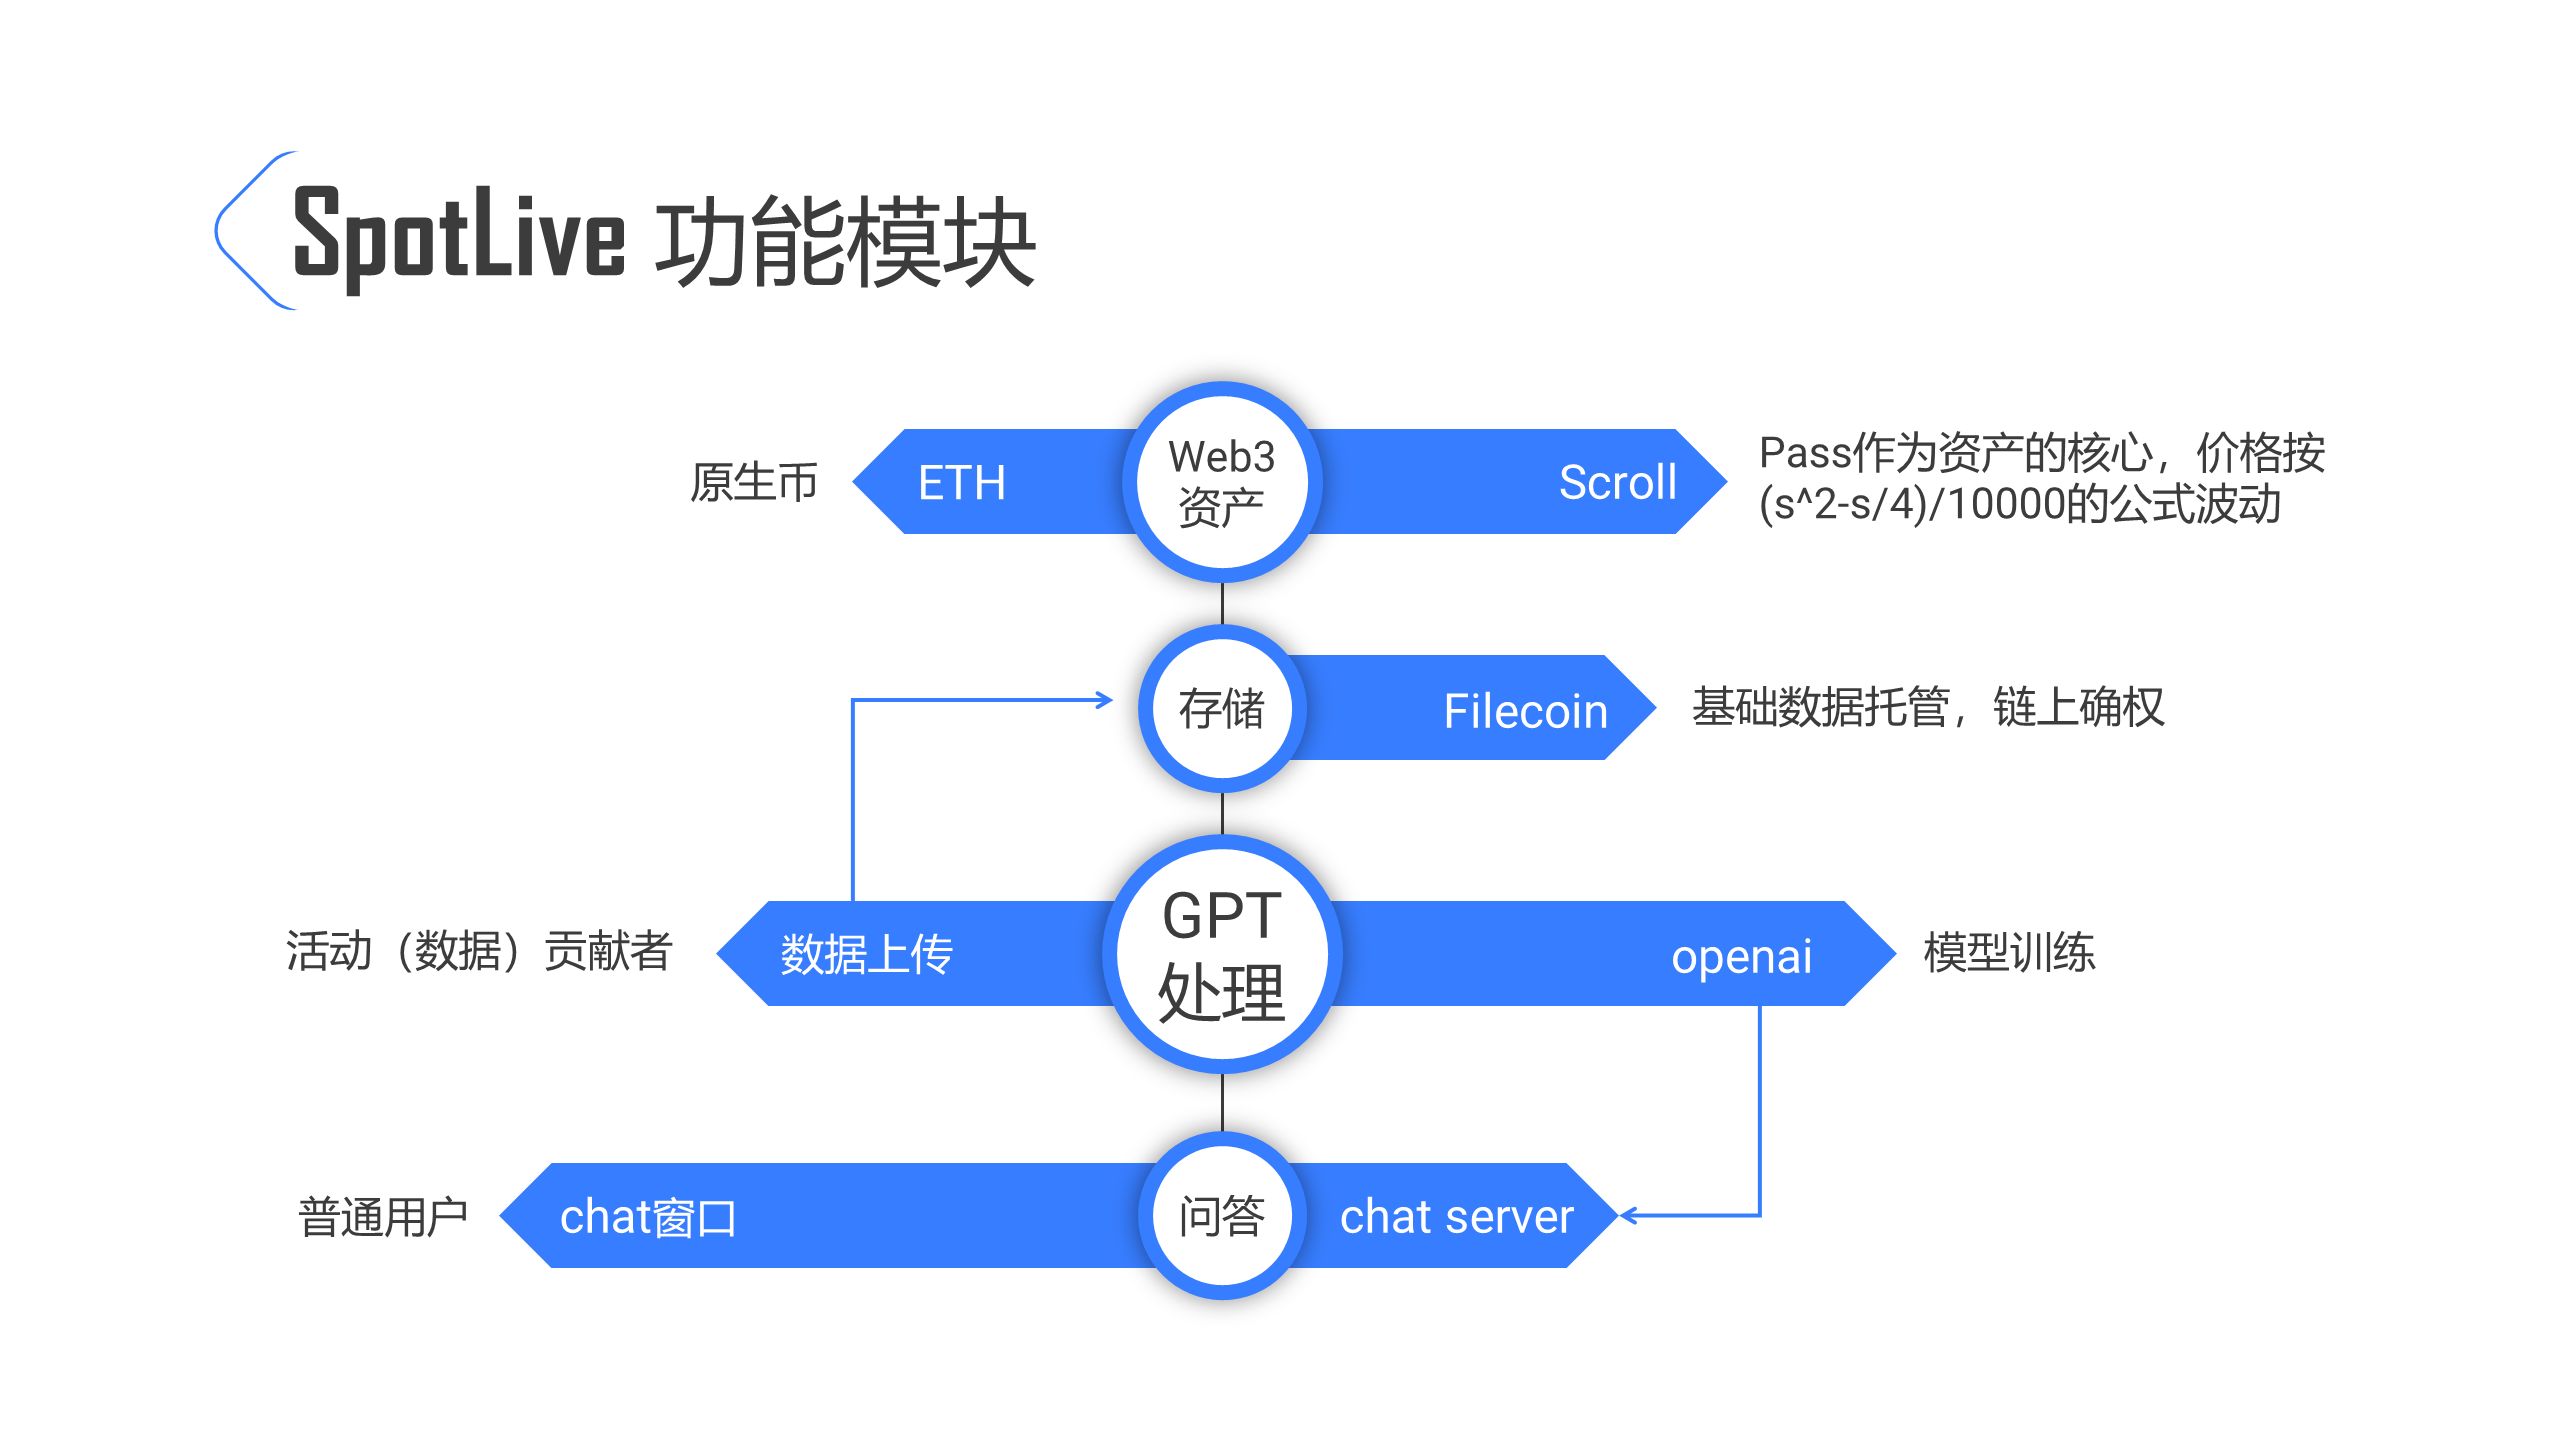 SpotLive 功能模块
原生币
ETH
Web3
资产
Scroll
Pass作为资产的核心，价格按
(s^2-s/4)/10000的公式波动
存储
Filecoin
基础数据托管，链上确权
活动（数据）贡献者
数据上传
GPT
处理
openai
模型训练
普通用户
chat窗口
问答
chat server